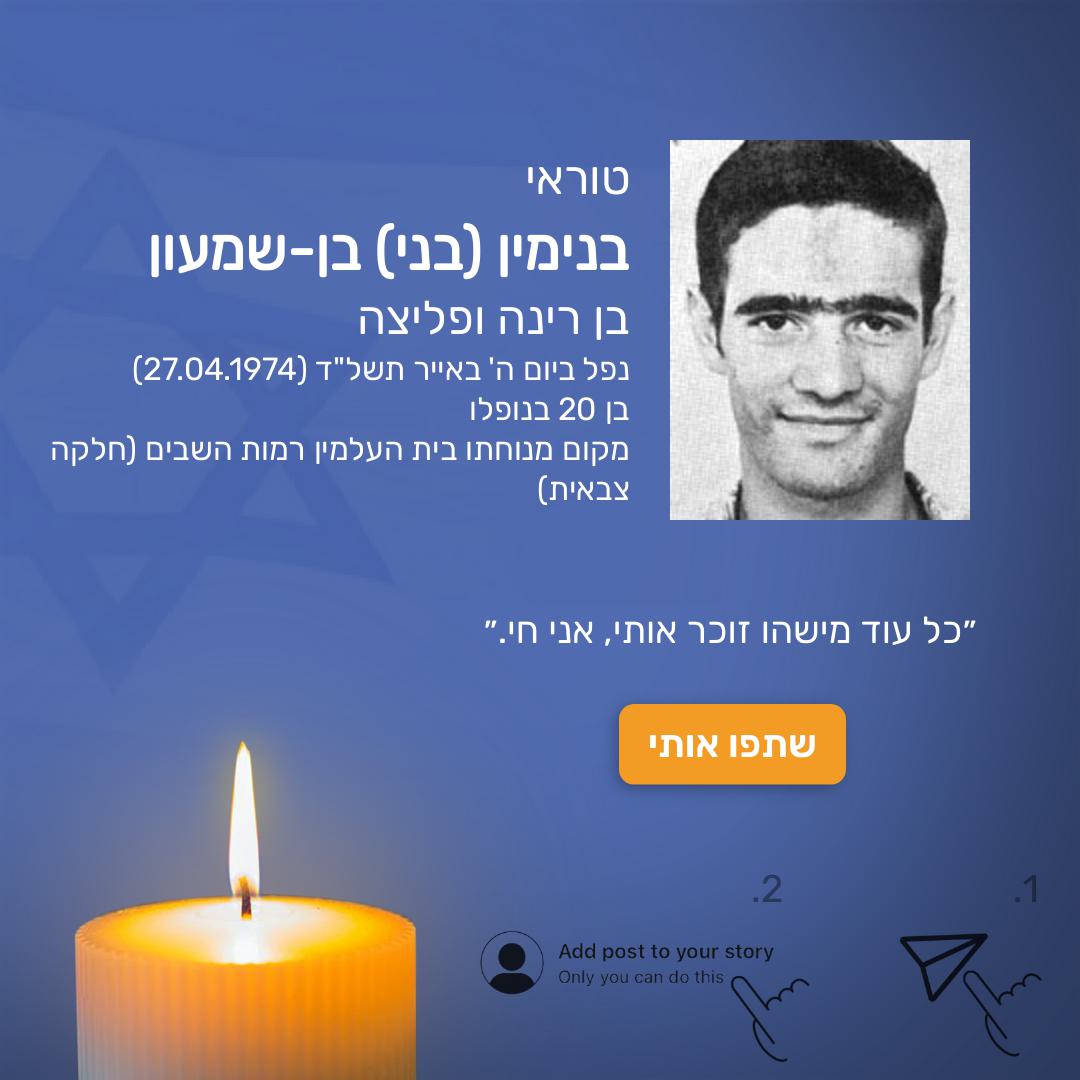 טוראי
בנימין (בני) בן-שמעון
בן רינה ופליצה
נפל ביום ה' באייר תשל"ד (27.04.1974)
בן 20 בנופלו
מקום מנוחתו בית העלמין רמות השבים (חלקה
צבאית)
״כל עוד מישהו זוכר אותי, אני חי.״
שתפו אותי
.1
.2
Add post to your story
Only you can do this